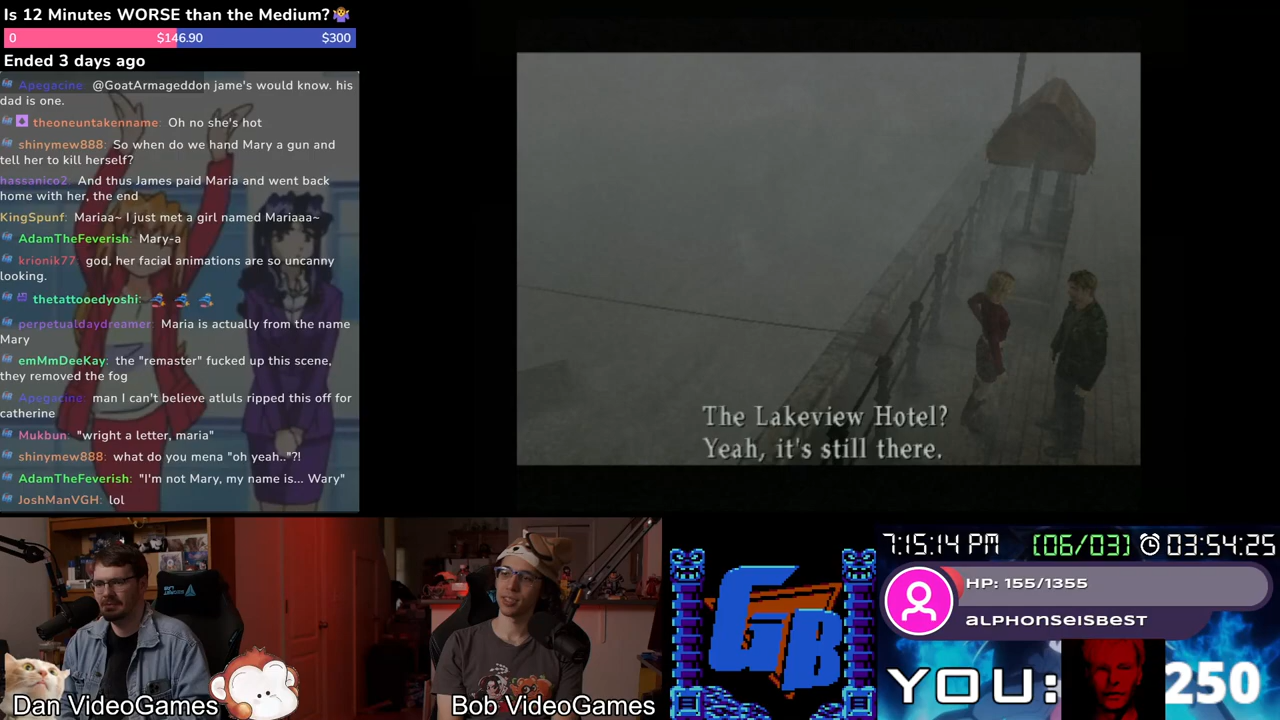 Is 12 Minutes WORSE than the Medium?🤷‍♀️
0 $146.90 $300
Ended 3 days ago
Apegacine: @GoatArmageddon jame's would know. his
dad is one.
theoneuntakenname: Oh no she's hot
shinymew888: So when do we hand Mary a gun and
tell her to kill herself?
hassanico2: And thus James paid Maria and went back
home with her, the end
KingSpunf: Mariaa~ I just met a girl named Mariaaa~
AdamTheFeverish: Mary-a
krionik77: god, her facial animations are so uncanny
looking.
thetattooedyoshi:
perpetualdaydreamer: Maria is actually from the name
Mary
emMmDeeKay: the "remaster" fucked up this scene,
they removed the fog
Apegacine: man I can't believe atluls ripped this off for
catherine
Mukbun: "wright a letter, maria"
shinymew888: what do you mena "oh yeah.."?!
AdamTheFeverish: "I'm not Mary, my name is... Wary"
JoshManVGH: lol
The Lakeview Hotel?
Yeah, it's still there.
Dan VideoGames
Bob VideoGames
GB
7:15:14 PM [06/03] 03:54:25
HP: 155/1355
aLPHONSEISBEST
YOU: 250